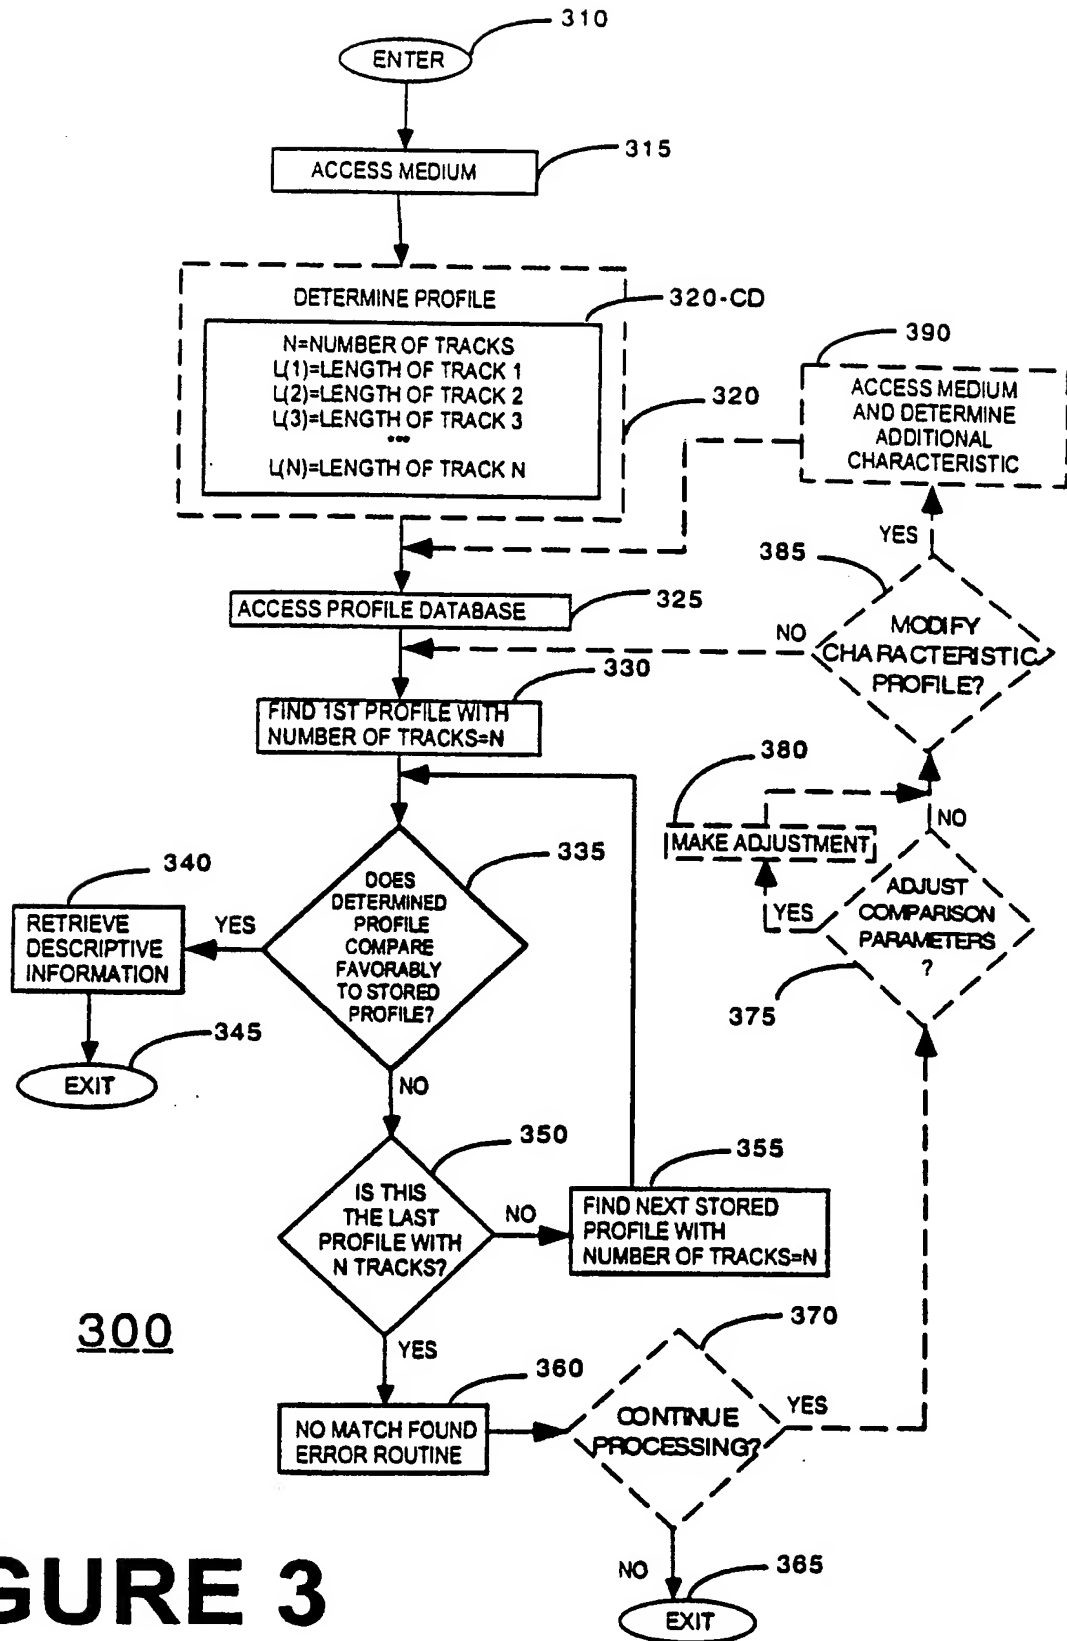 310
ENTER
315
ACCESS MEDIUM
DETERMINE PROFILE
320-CD
N=NUMBER OF TRACKS
L(1)=LENGTH OF TRACK 1
L(2)=LENGTH OF TRACK 2
L(3)=LENGTH OF TRACK 3
•••
L(N)=LENGTH OF TRACK N
320
390
ACCESS MEDIUM
AND DETERMINE
ADDITIONAL
CHARACTERISTIC
YES
385
MODIFY
CHARACTERISTIC
PROFILE?
NO
ACCESS PROFILE DATABASE
325
330
FIND 1ST PROFILE WITH
NUMBER OF TRACKS=N
380
MAKE ADJUSTMENT
NO
YES
ADJUST
COMPARISON
PARAMETERS
?
375
335
DOES
DETERMINED
PROFILE
COMPARE
FAVORABLY
TO STORED
PROFILE?
340
YES
RETRIEVE
DESCRIPTIVE
INFORMATION
345
EXIT
NO
350
IS THIS
THE LAST
PROFILE WITH
N TRACKS?
NO
355
FIND NEXT STORED
PROFILE WITH
NUMBER OF TRACKS=N
300
YES
360
NO MATCH FOUND
ERROR ROUTINE
370
CONTINUE
PROCESSING?
YES
NO
365
EXIT
GURE 3